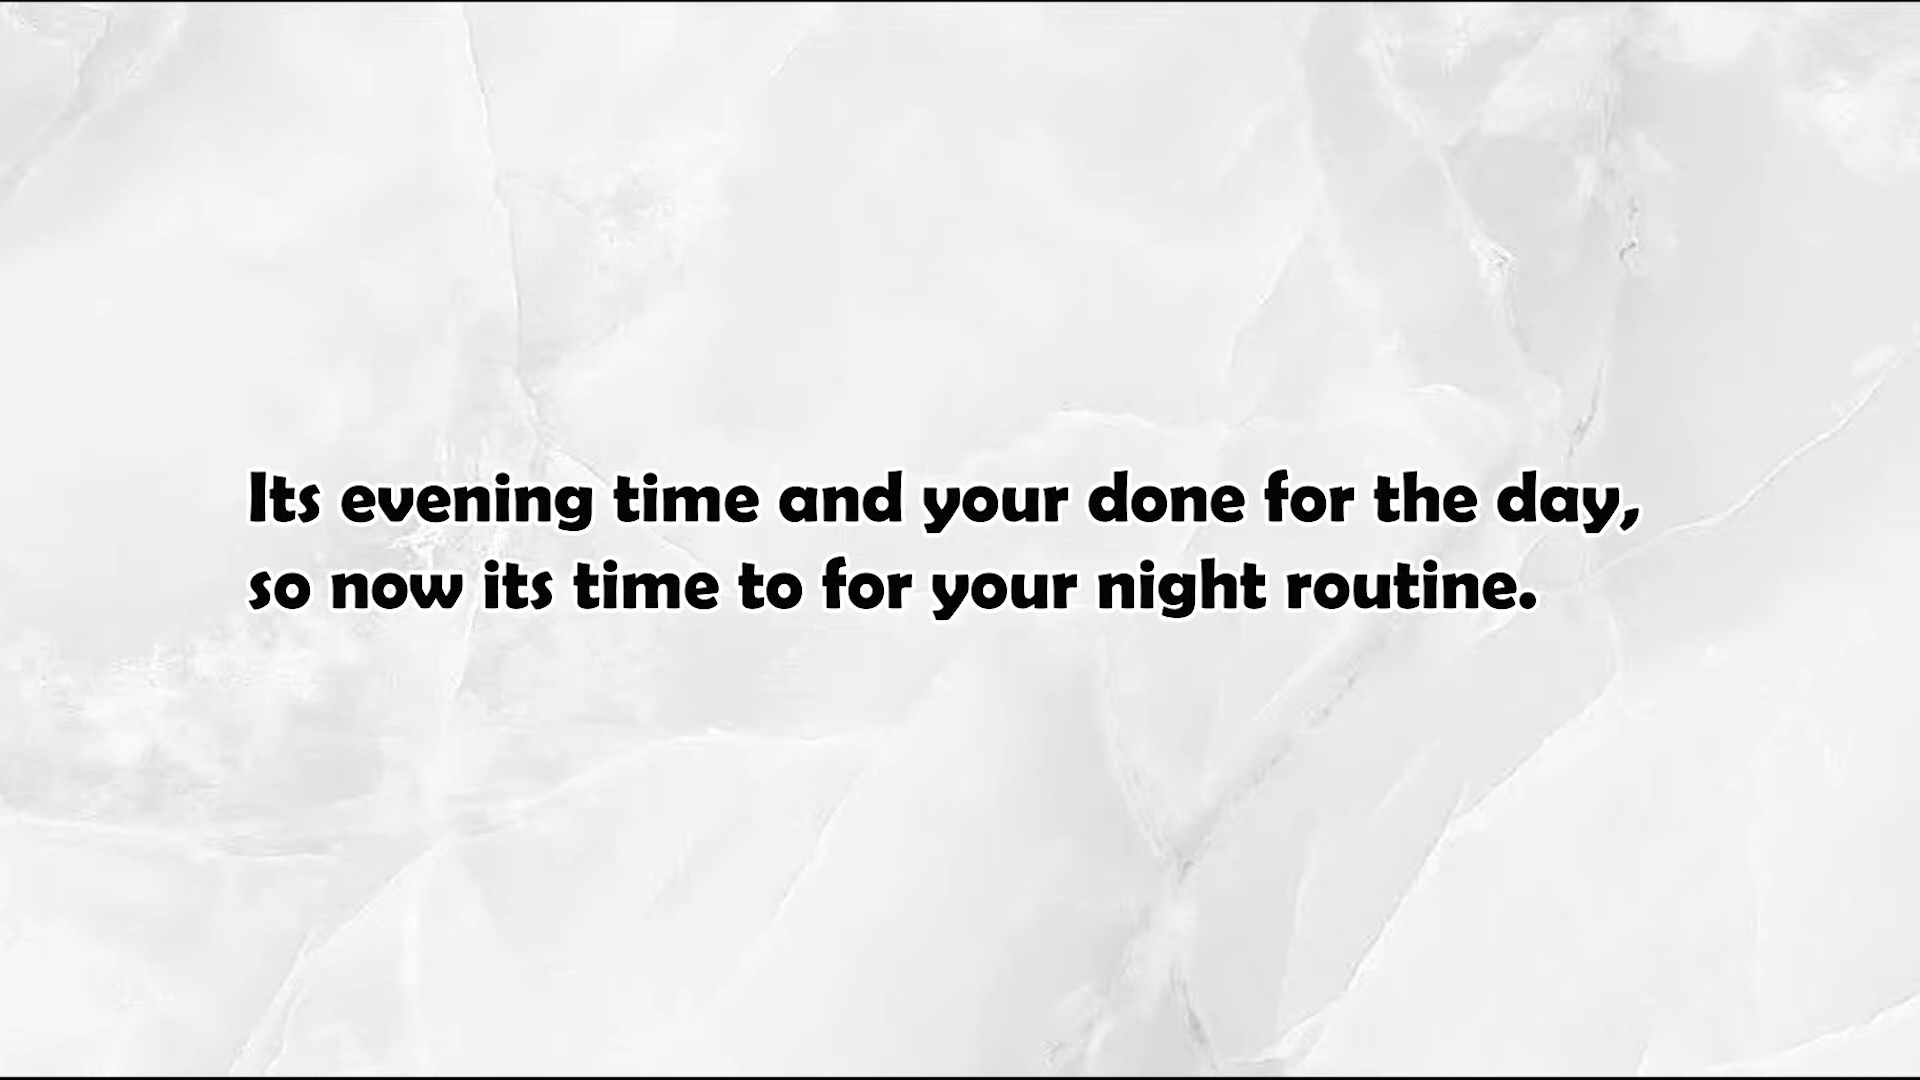 Its evening time and your done for the day,
so now its time to for your night routine.